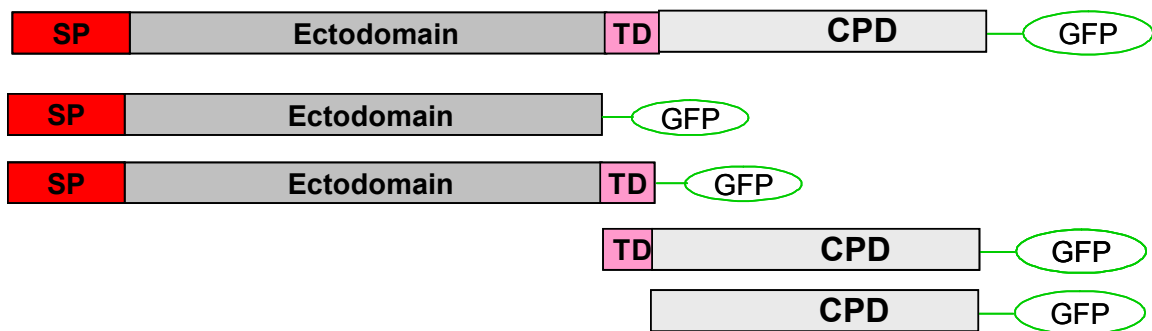 SP Ectodomain TD CPD GFP
SP Ectodomain GFP
SP Ectodomain TD GFP
TD CPD GFP
CPD GFP